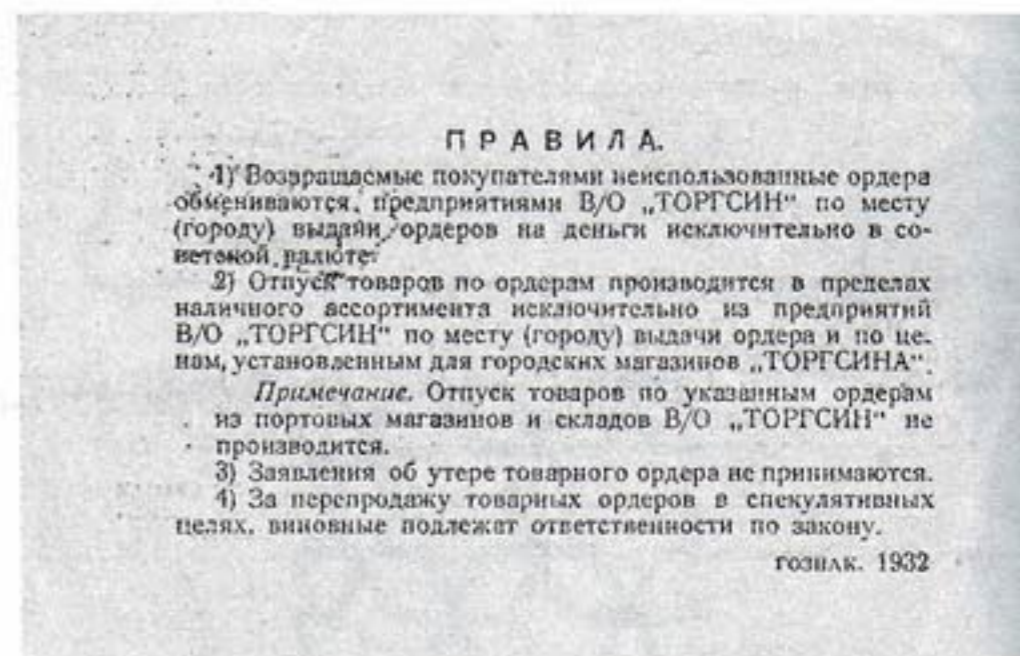 ПРАВИЛА.
1) Возвращаемые покупателями неиспользованные ордера
обмениваются, предприятиями В/О „ТОРГСИН“ по месту
(городу) выдачи ордеров на деньги исключительно в со-
ветской валюте.
2) Отпуск товаров по ордерам производится в пределах
наличного ассортимента исключительно из предприятий
В/О „ТОРГСИН“ по месту (городу) выдачи ордера и по це-
нам, установленным для городских магазинов „ТОРГСИНА“.
Примечание. Отпуск товаров по указанным ордерам
из портовых магазинов и складов В/О „ТОРГСИН“ не
производится.
3) Заявления об утере товарного ордера не принимаются.
4) За перепродажу товарных ордеров в спекулятивных
целях, виновные подлежат ответственности по закону.
ГОЗНАК. 1932